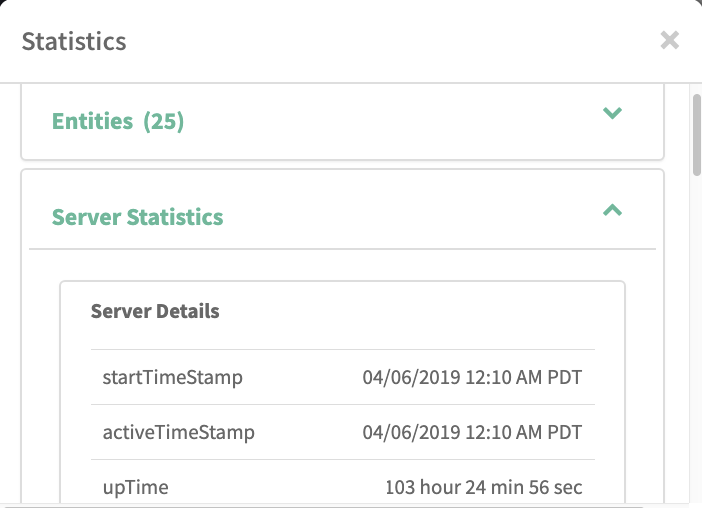 Statistics
Entities (25)
Server Statistics
Server Details
startTimeStamp 04/06/2019 12:10 AM PDT
activeTimeStamp 04/06/2019 12:10 AM PDT
upTime 103 hour 24 min 56 sec